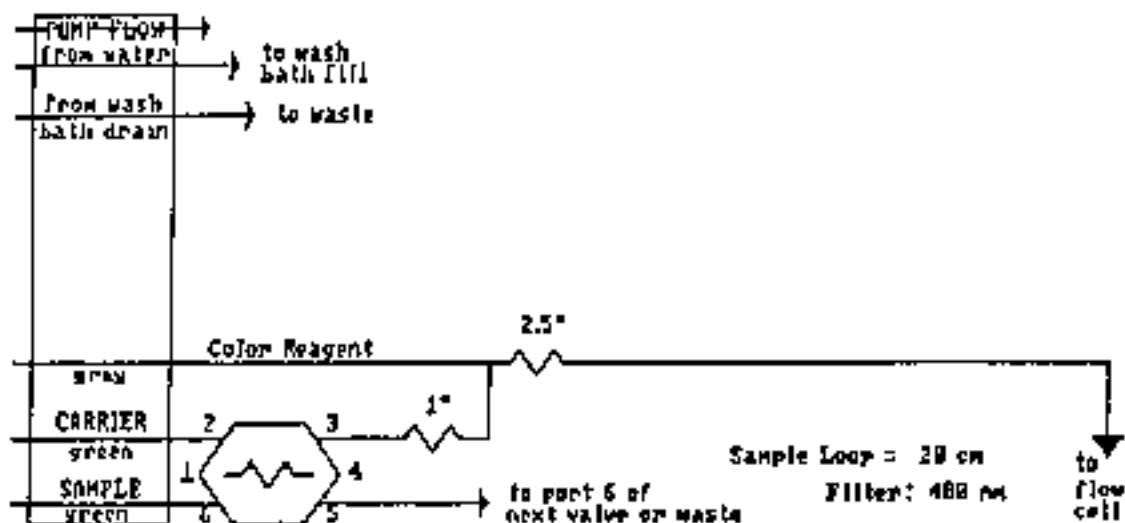 PUMP FLOW
from water
to wash
bath fill
from wash
bath drain
to waste
2.5"
Color Reagent
gray
1"
CARRIER
green
2
3
1
4
Sample Loop = 20 cm
to
flow
cell
SAMPLE
green
6
5
to port 6 of
next valve or waste
Filter: 480 nm